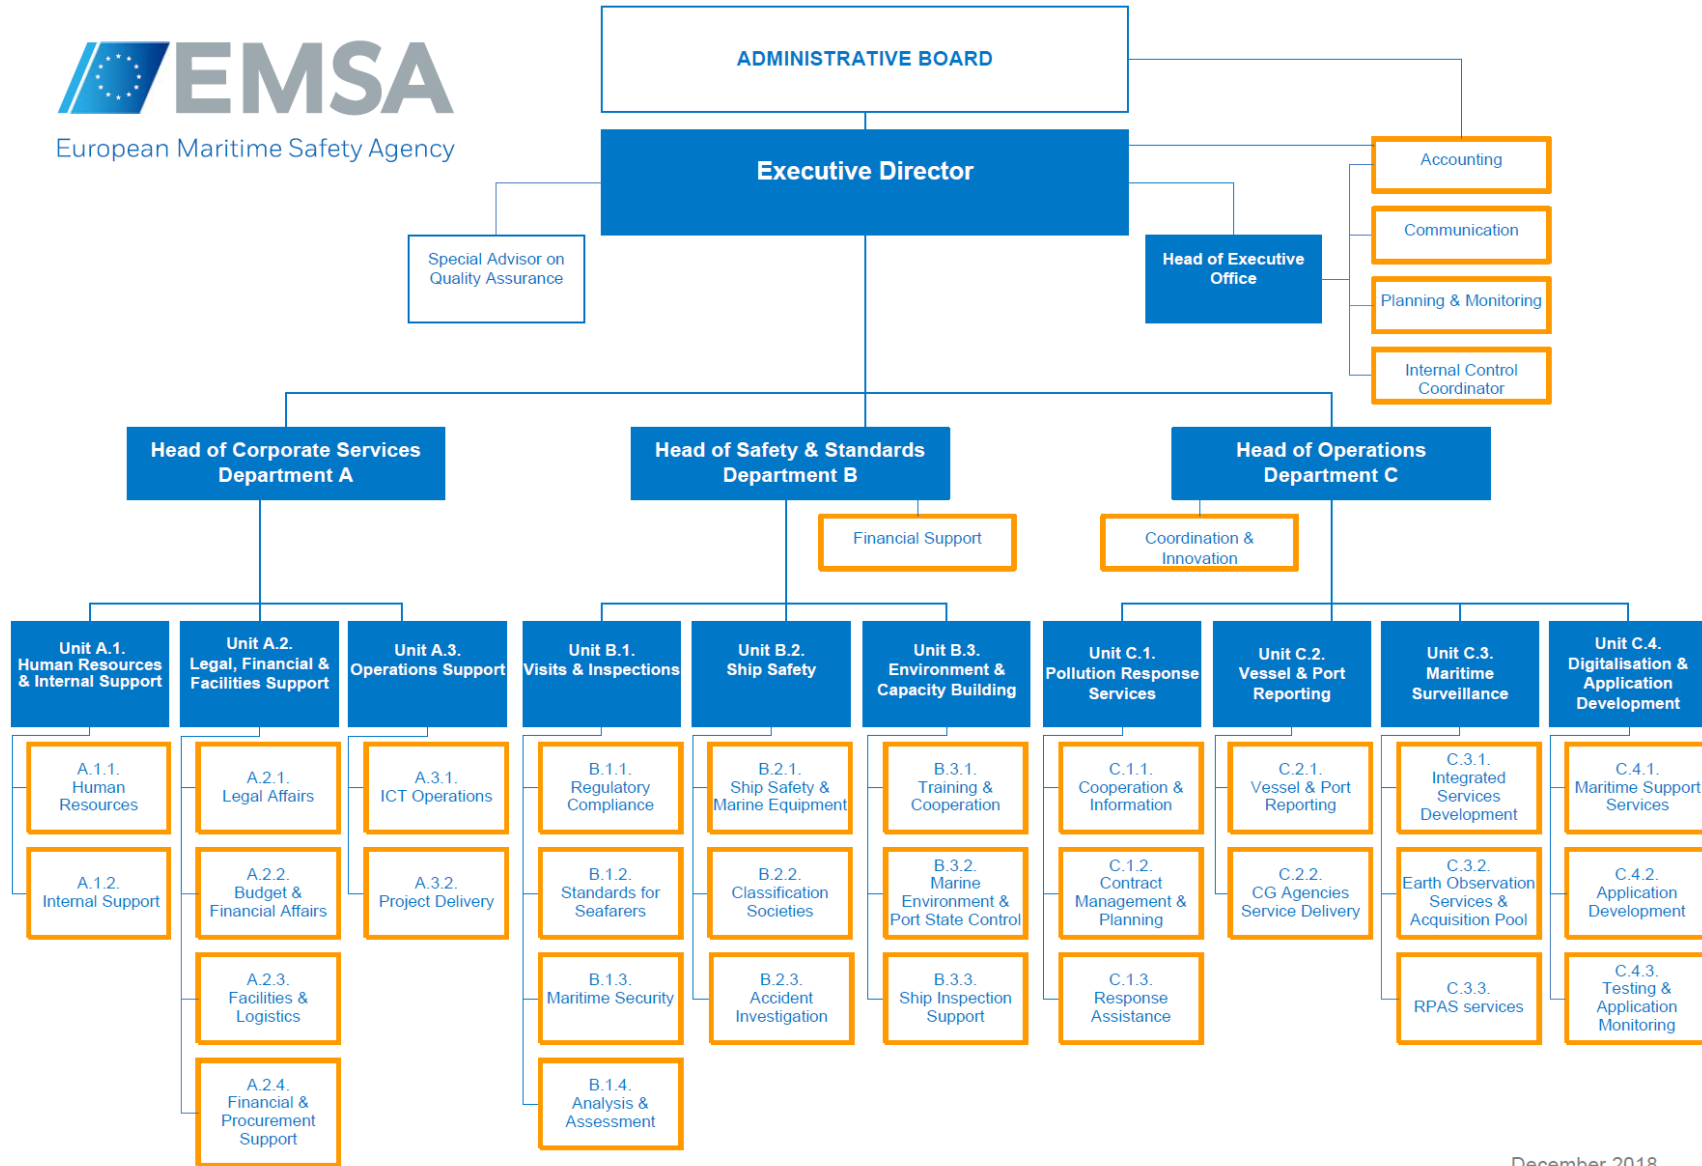 EMSA
European Maritime Safety Agency
ADMINISTRATIVE BOARD
Executive Director
Accounting
Communication
Planning & Monitoring
Internal Control
Coordinator
Special Advisor on
Quality Assurance
Head of Executive
Office
Head of Corporate Services
Department A
Head of Safety & Standards
Department B
Head of Operations
Department C
Financial Support
Coordination &
Innovation
Unit A.1.
Human Resources
& Internal Support
Unit A.2.
Legal, Financial &
Facilities Support
Unit A.3.
Operations Support
Unit B.1.
Visits & Inspections
Unit B.2.
Ship Safety
Unit B.3.
Environment &
Capacity Building
Unit C.1.
Pollution Response
Services
Unit C.2.
Vessel & Port
Reporting
Unit C.3.
Maritime
Surveillance
Unit C.4.
Digitalisation &
Application
Development
A.1.1.
Human
Resources
A.2.1.
Legal Affairs
A.3.1.
ICT Operations
B.1.1.
Regulatory
Compliance
B.2.1.
Ship Safety &
Marine Equipment
B.3.1.
Training &
Cooperation
C.1.1.
Cooperation &
Information
C.2.1.
Vessel & Port
Reporting
C.3.1.
Integrated
Services
Development
C.4.1.
Maritime Support
Services
A.1.2.
Internal Support
A.2.2.
Budget &
Financial Affairs
A.3.2.
Project Delivery
B.1.2.
Standards for
Seafarers
B.2.2.
Classification
Societies
B.3.2.
Marine
Environment &
Port State Control
C.1.2.
Contract
Management &
Planning
C.2.2.
CG Agencies
Service Delivery
C.3.2.
Earth Observation
Services &
Acquisition Pool
C.4.2.
Application
Development
A.2.3.
Facilities &
Logistics
B.1.3.
Maritime Security
B.2.3.
Accident
Investigation
B.3.3.
Ship Inspection
Support
C.1.3.
Response
Assistance
C.3.3.
RPAS services
C.4.3.
Testing &
Application
Monitoring
A.2.4.
Financial &
Procurement
Support
B.1.4.
Analysis &
Assessment
December 2018